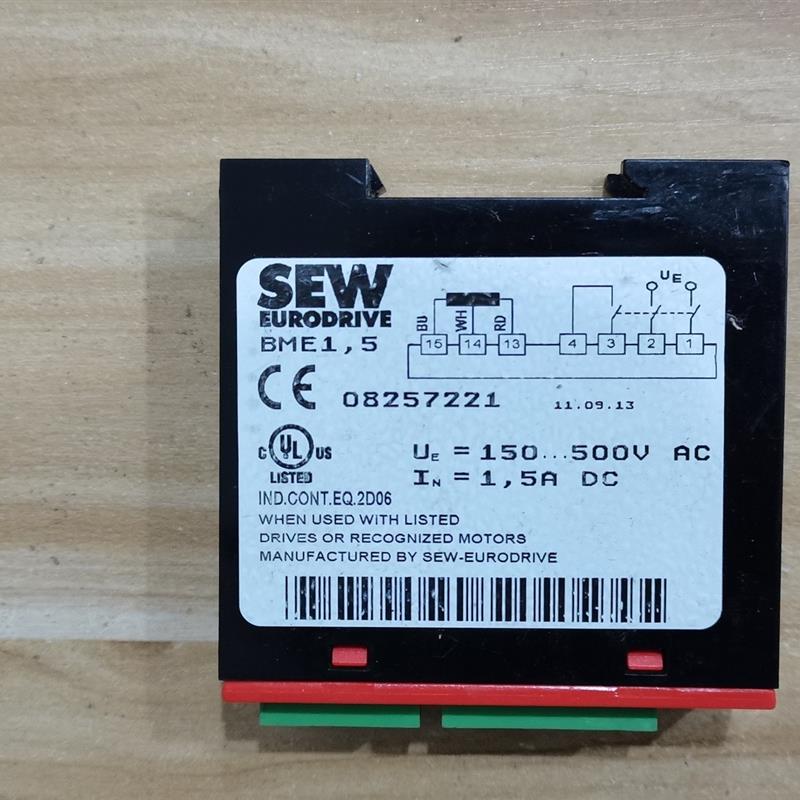 SEW
EURODRIVE
BME1,5
BU
WH
RD
UE
15
14
13
4
3
2
1
08257221
11.09.13
C UL US
LISTED
UE = 150...500V AC
IN = 1,5A DC
IND.CONT.EQ.2D06
WHEN USED WITH LISTED
DRIVES OR RECOGNIZED MOTORS
MANUFACTURED BY SEW-EURODRIVE